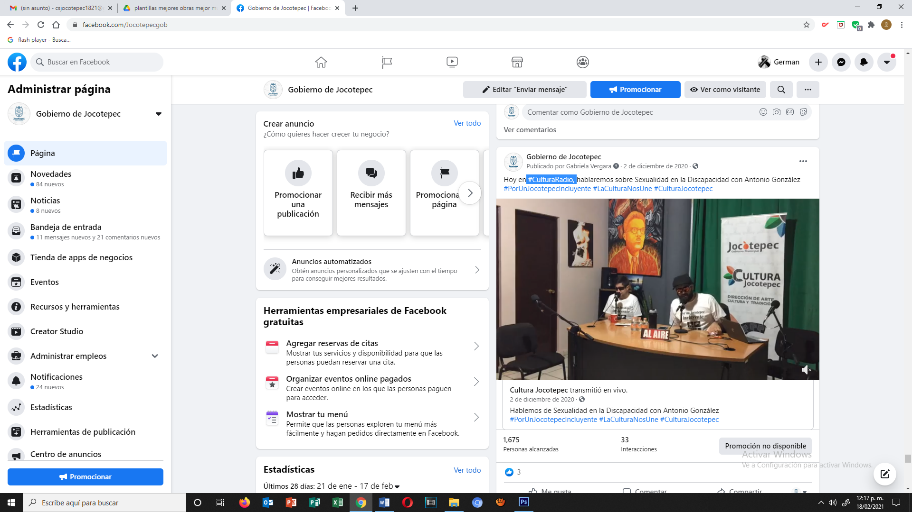 (sin asunto) - csjocotepec1821@
plantillas mejores obras mejor m
Gobierno de Jocotepec | Facebook
facebook.com/Jocotepecgob
flash player - Busca...
Buscar en Facebook
German
Administrar página
Gobierno de Jocotepec
Página
Novedades
84 nuevos
Noticias
8 nuevos
Bandeja de entrada
11 mensajes nuevos y 21 comentarios nuevos
Tienda de apps de negocios
Eventos
Recursos y herramientas
Creator Studio
Administrar empleos
Notificaciones
24 nuevos
Estadísticas
Herramientas de publicación
Centro de anuncios
Promocionar
Gobierno de Jocotepec
Editar "Enviar mensaje"
Promocionar
Ver como visitante
Crear anuncio
Ver todo
¿Cómo quieres hacer crecer tu negocio?
Promocionar una publicación
Recibir más mensajes
Promociona página
Anuncios automatizados
Obtén anuncios personalizados que se ajusten con el tiempo
para conseguir mejores resultados.
Herramientas empresariales de Facebook
gratuitas
Agregar reservas de citas
Mostrar tus servicios y disponibilidad para que las
personas puedan reservar una cita.
Organizar eventos online pagados
Crear eventos online en los que las personas paguen
para acceder.
Mostrar tu menú
Permite que las personas exploren tu menú más
fácilmente y hagan pedidos directamente en Facebook.
Estadísticas
Ver todo
Últimos 28 días: 21 de ene - 17 de feb
Comentar como Gobierno de Jocotepec
Ver comentarios
Gobierno de Jocotepec
Publicado por Gabriela Vergara · 2 de diciembre de 2020 ·
Hoy en #CulturaRadio, hablaremos sobre Sexualidad en la Discapacidad con Antonio González
#PorUnJocotepecIncluyente #LaCulturaNosUne #CulturaJocotepec
Jocotepec
CULTURA
Jocotepec
DIRECCIÓN DE ARTE,
AL AIRE
Cultura Jocotepec transmitió en vivo.
2 de diciembre de 2020 ·
Hablemos de Sexualidad en la Discapacidad con Antonio González
#PorUnJocotepecIncluyente #LaCulturaNosUne #CulturaJocotepec
1,675
Personas alcanzadas
33
Interacciones
Promoción no disponible
Activar Windows
Ve a Configuración para activar Windows.
3
Me gusta
Comentar
Compartir
Escribe aquí para buscar
12:17 p. m.
18/02/2021